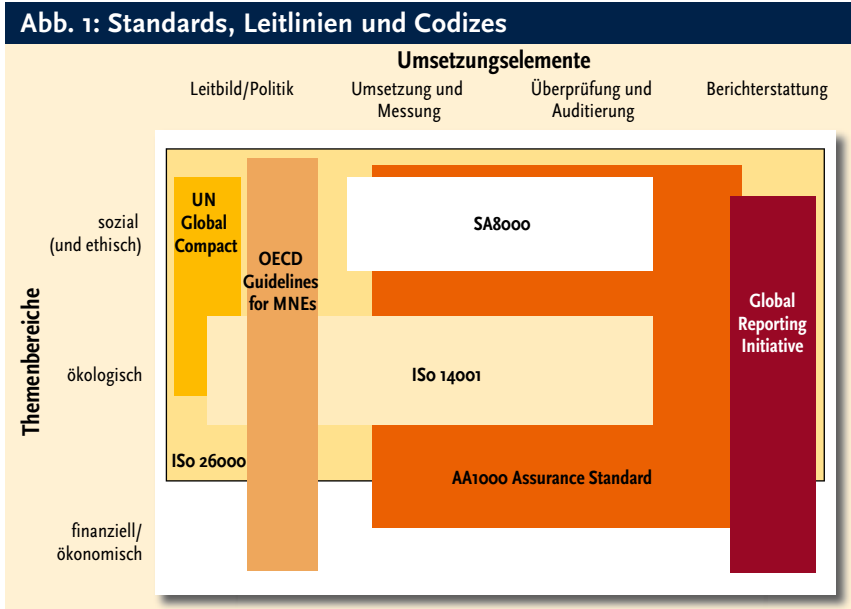 Abb. 1: Standards, Leitlinien und Codizes
Umsetzungselemente
Leitbild/Politik
Umsetzung und
Messung
Überprüfung und
Auditierung
Berichterstattung
Themenbereiche
sozial
(und ethisch)
ökologisch
finanziell/
ökonomisch
UN
Global
Compact
OECD
Guidelines
for MNEs
SA8000
ISo 14001
ISo 26000
AA1000 Assurance Standard
Global
Reporting
Initiative